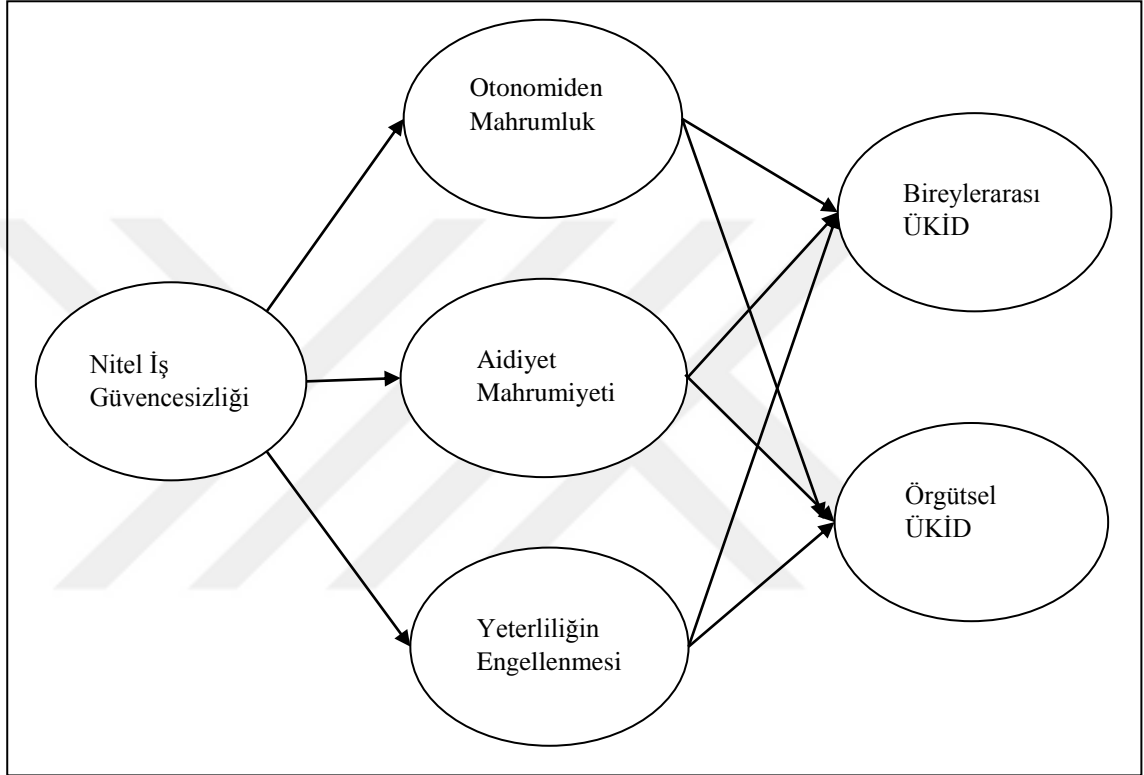 Otonomiden
Mahrumluk
Bireylerarası
ÜKİD
Nitel İş
Güvencesizliği
Aidiyet
Mahrumiyeti
Örgütsel
ÜKİD
Yeterliliğin
Engellenmesi